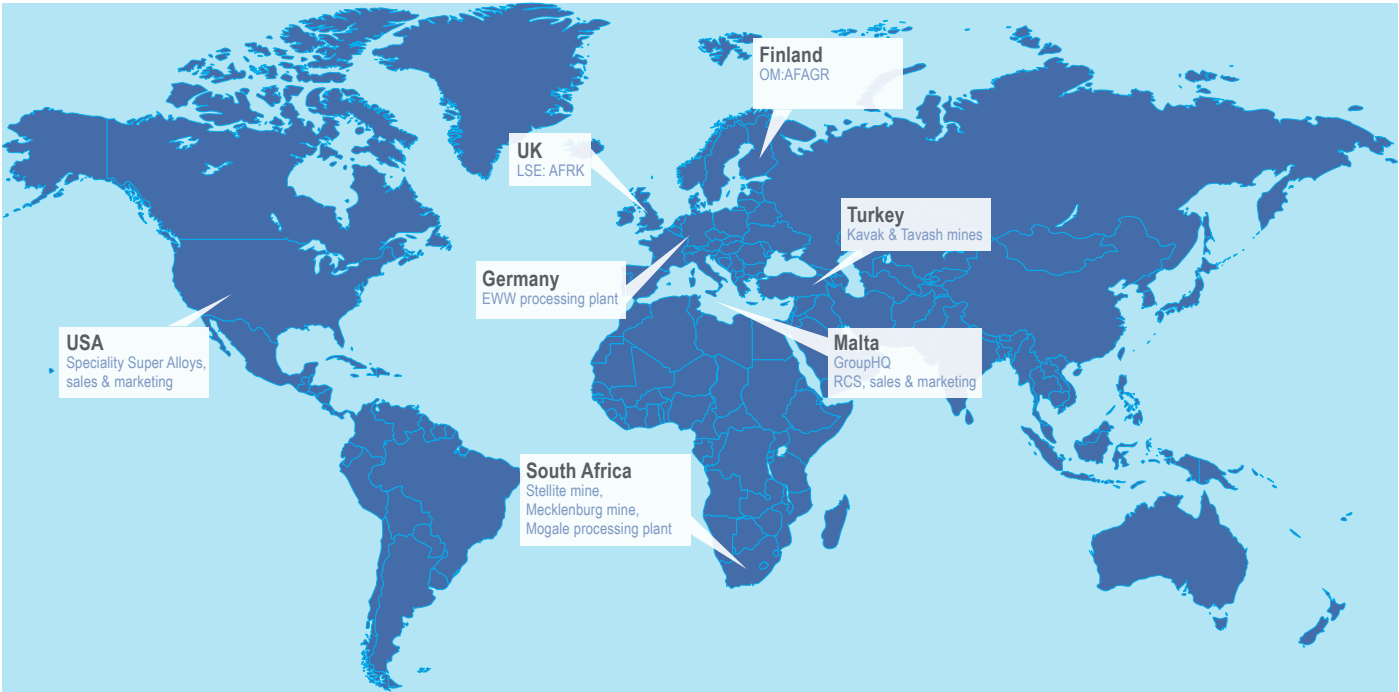 Finland
OM:AFAGR
UK
LSE: AFRK
Turkey
Kavak & Tavash mines
Germany
EWW processing plant
USA
Speciality Super Alloys,
sales & marketing
Malta
GroupHQ
RCS, sales & marketing
South Africa
Stellite mine,
Mecklenburg mine,
Mogale processing plant